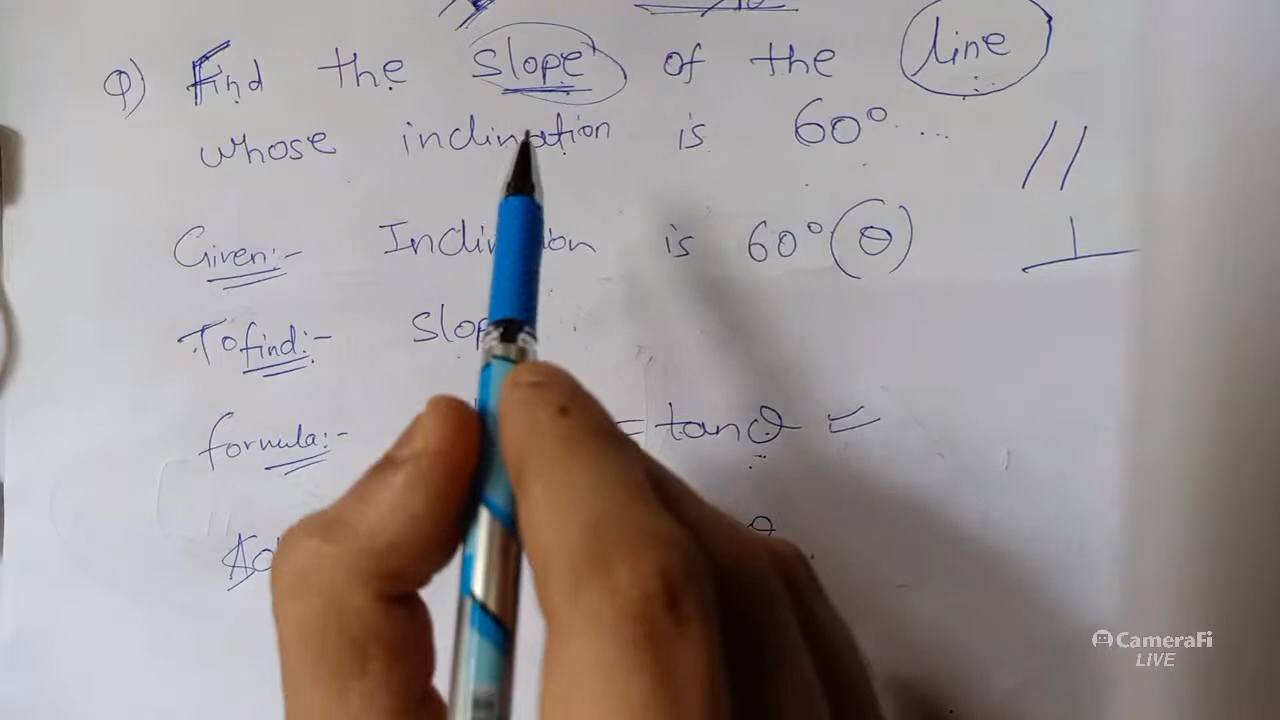 Q) Find the slope of the line
whose inclination is 60° ...
Given:- Inclination is 60° (θ)
To find:- Slop
formula:- = tanθ =
θ
CameraFi
LiVE